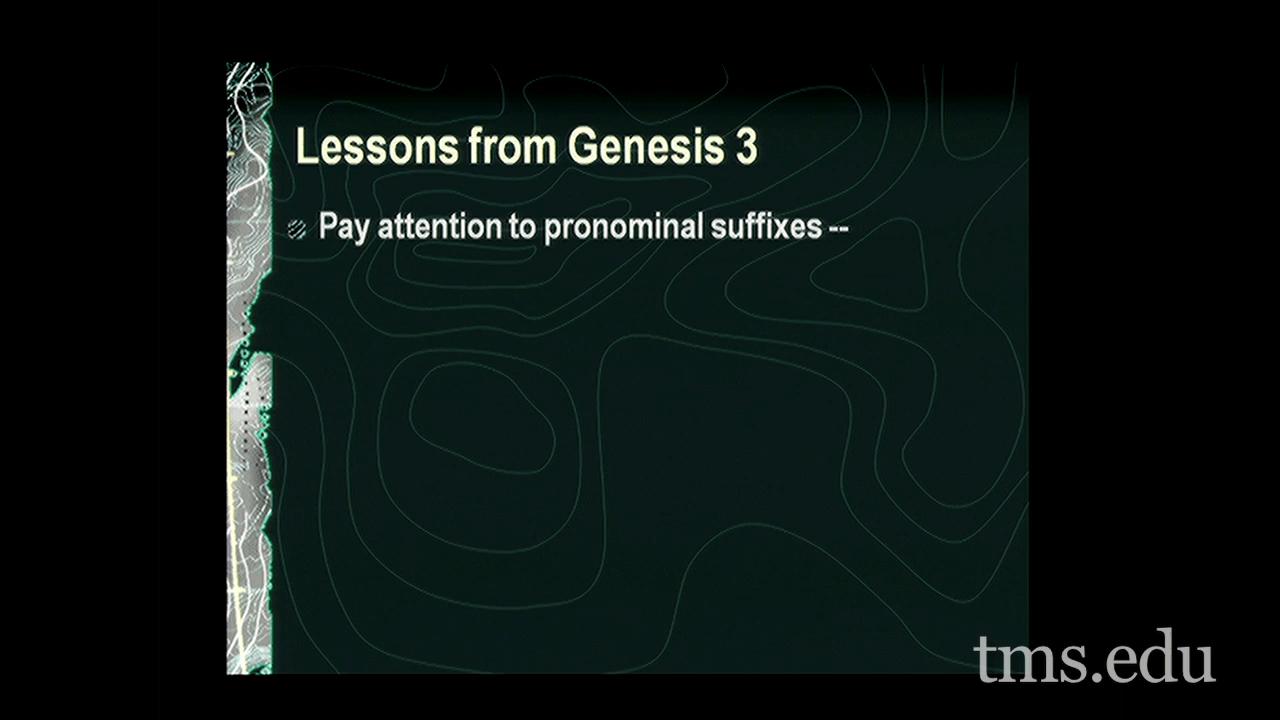 Lessons from Genesis 3
Pay attention to pronominal suffixes --
tms.edu